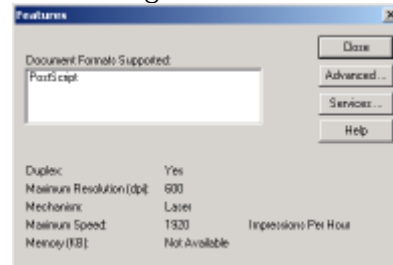 Features
Close
Document Formats Supported:
PostScript
Advanced...
Services...
Help
Duplex: Yes
Maximum Resolution (dpi): 600
Mechanism: Laser
Maximum Speed: 1920 Impressions Per Hour
Memory (KB): Not Available